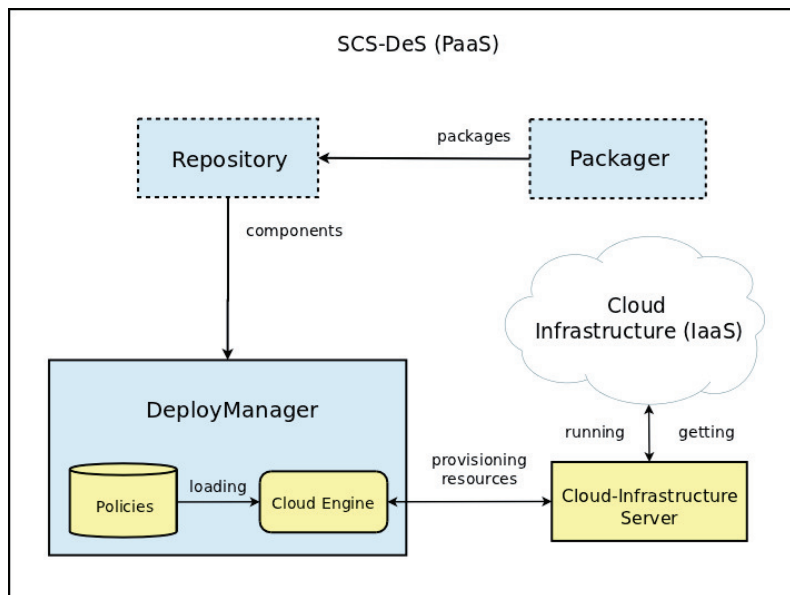 SCS-DeS (PaaS)
packages
Repository
Packager
components
Cloud
Infrastructure (IaaS)
DeployManager
running
getting
provisioning
resources
loading
Policies
Cloud Engine
Cloud-Infrastructure
Server